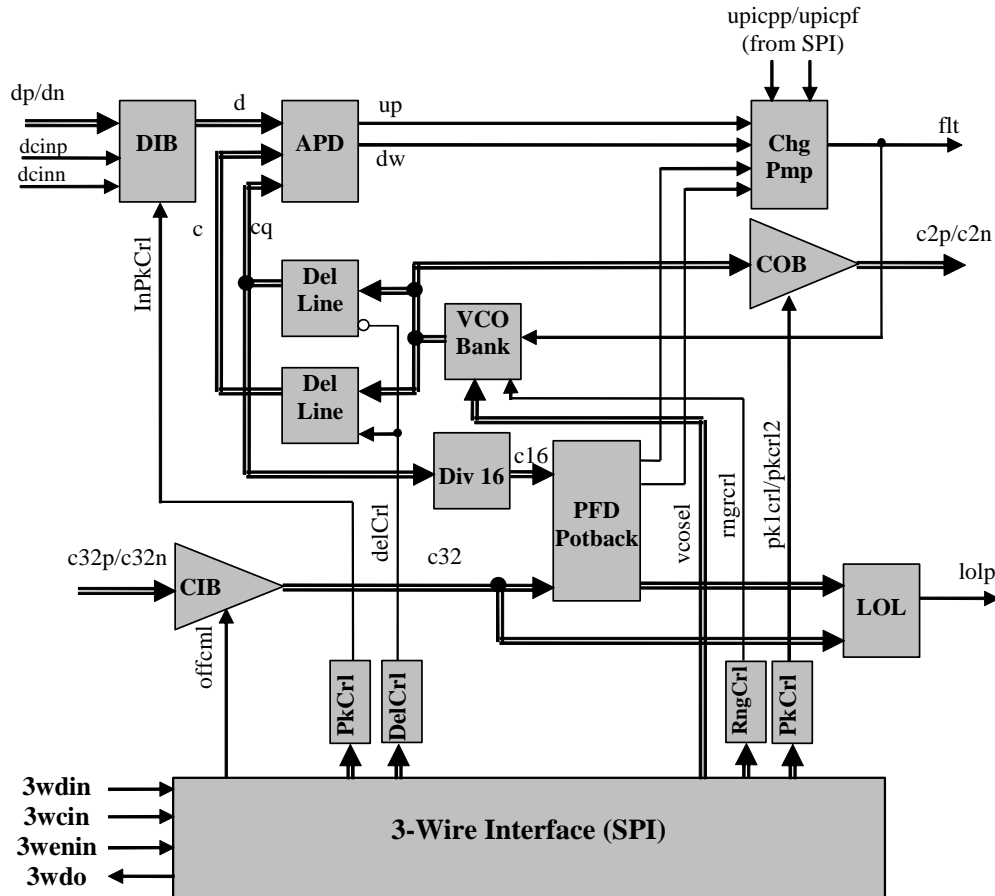 upicpp/upicpf
(from SPI)
dp/dn
d
up
DIB
APD
Chg
Pmp
flt
dcinp
dcinn
dw
c
cq
c2p/c2n
InPkCrl
Del
Line
COB
VCO
Bank
Del
Line
Div 16
c16
PFD
Potback
delCrl
vcosel
rngrcrl
pk1crl/pkcrl2
c32p/c32n
CIB
c32
LOL
lolp
offcml
PkCrl
DelCrl
RngCrl
PkCrl
3wdin
3wcin
3wenin
3wdo
3-Wire Interface (SPI)